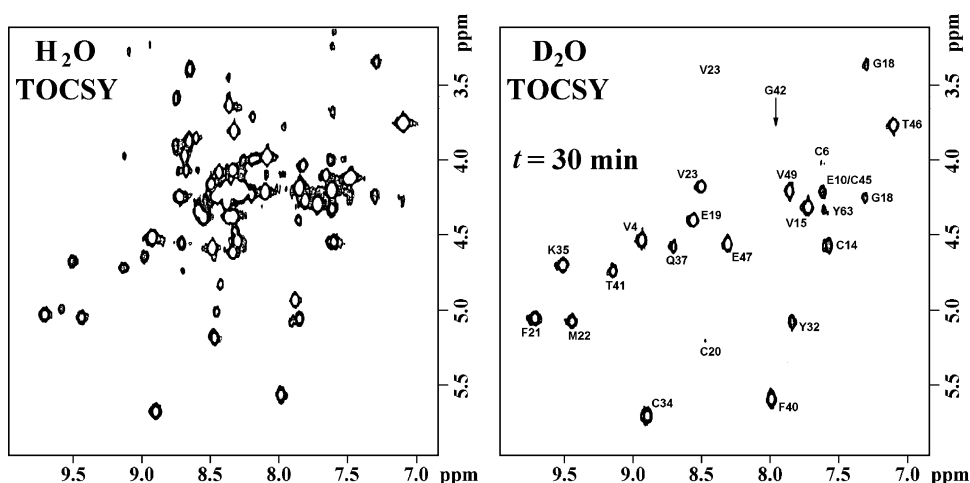 H2O
TOCSY
ppm
3.5
4.0
4.5
5.0
5.5
9.5 9.0 8.5 8.0 7.5 7.0 ppm
D2O
TOCSY
t = 30 min
V23
G42
G18
T46
C6
V23
V49
E10/C45
G18
E19
V15
Y63
V4
C14
K35
Q37
E47
T41
F21
M22
Y32
C20
C34
F40
ppm
3.5
4.0
4.5
5.0
5.5
9.5 9.0 8.5 8.0 7.5 7.0 ppm